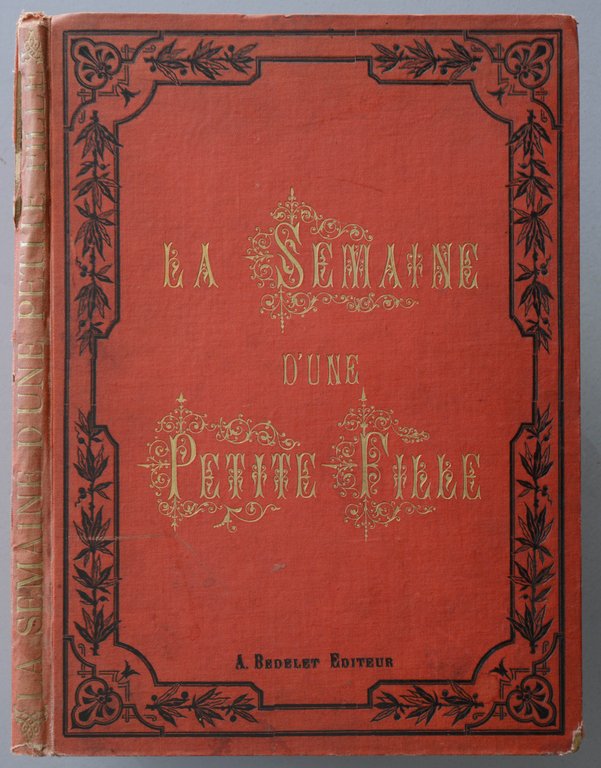 LA SEMAINE
D'UNE
PETITE FILLE
A. BEDELET EDITEUR
LA SEMAINE D'UNE PETITE FILLE